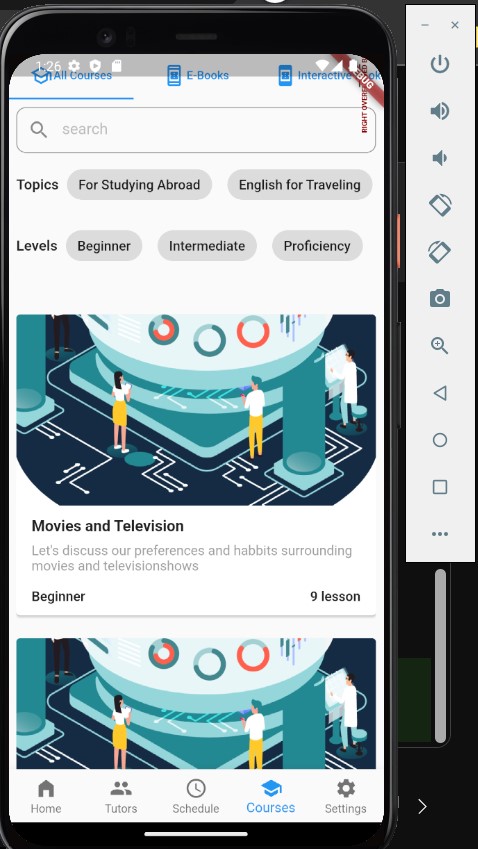 1:26
All Courses
E-Books
Interactive
DEBUG
search
Topics For Studying Abroad English for Traveling
Levels Beginner Intermediate Proficiency
Movies and Television
Let's discuss our preferences and habbits surrounding
movies and televisionshows
Beginner 9 lesson
Home Tutors Schedule Courses Settings